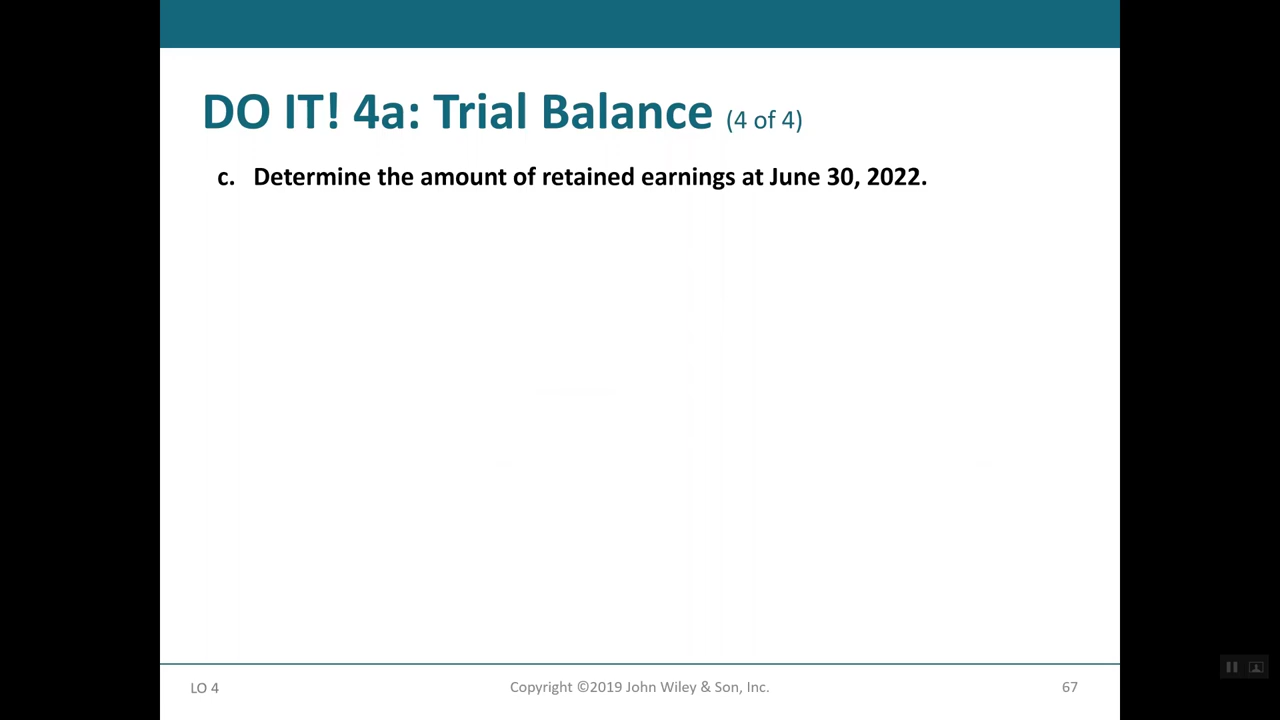 DO IT! 4a: Trial Balance (4 of 4)
c. Determine the amount of retained earnings at June 30, 2022.
LO 4
Copyright ©2019 John Wiley & Son, Inc.
67